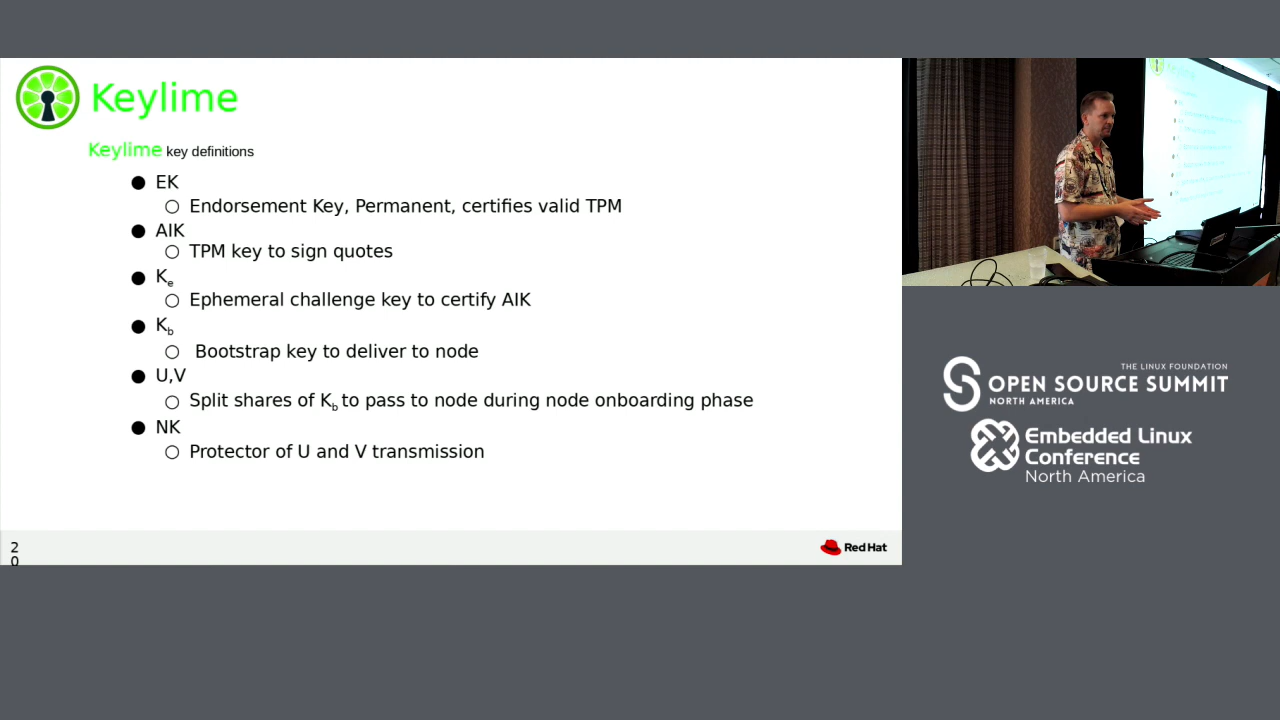 Keylime
Keylime key definitions
● EK
○ Endorsement Key, Permanent, certifies valid TPM
● AIK
○ TPM key to sign quotes
● Ke
○ Ephemeral challenge key to certify AIK
● Kb
○ Bootstrap key to deliver to node
● U,V
○ Split shares of Kb to pass to node during node onboarding phase
● NK
○ Protector of U and V transmission
2
0
Red Hat
THE LINUX FOUNDATION
OPEN SOURCE SUMMIT
NORTH AMERICA
Embedded Linux
Conference
North America